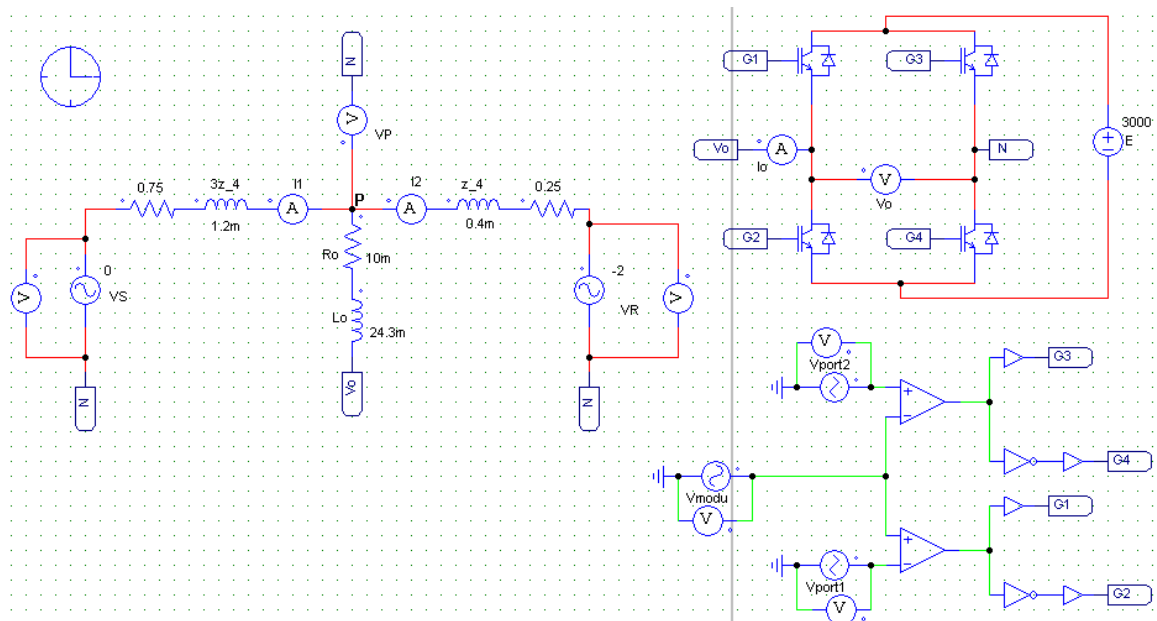 N
V
VP
0.75
3z_4
1.2m
I1
A
P
I2
A
z_4
0.4m
0.25
Ro
10m
0
VS
V
-2
VR
V
Lo
24.3m
N
Vo
N
G1
G3
3000
E
Vo
A
Io
N
V
Vo
G2
G4
V
Vport2
G3
G4
Vmodu
V
G1
Vport1
V
G2